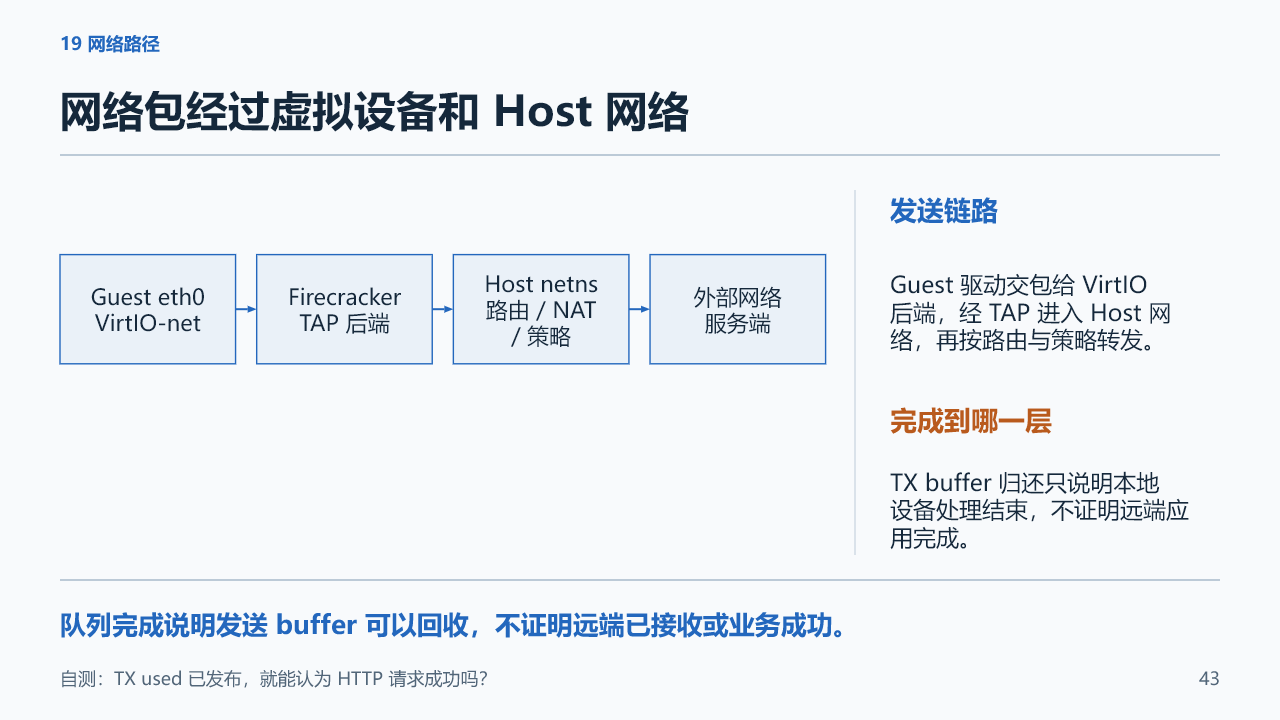 19 网络路径
网络包经过虚拟设备和 Host 网络
Guest eth0
VirtIO-net
Firecracker
TAP 后端
Host netns
路由 / NAT
/ 策略
外部网络
服务端
发送链路
Guest 驱动交包给 VirtIO
后端，经 TAP 进入 Host 网
络，再按路由与策略转发。
完成到哪一层
TX buffer 归还只说明本地
设备处理结束，不证明远端应
用完成。
队列完成说明发送 buffer 可以回收，不证明远端已接收或业务成功。
自测：TX used 已发布，就能认为 HTTP 请求成功吗？
43